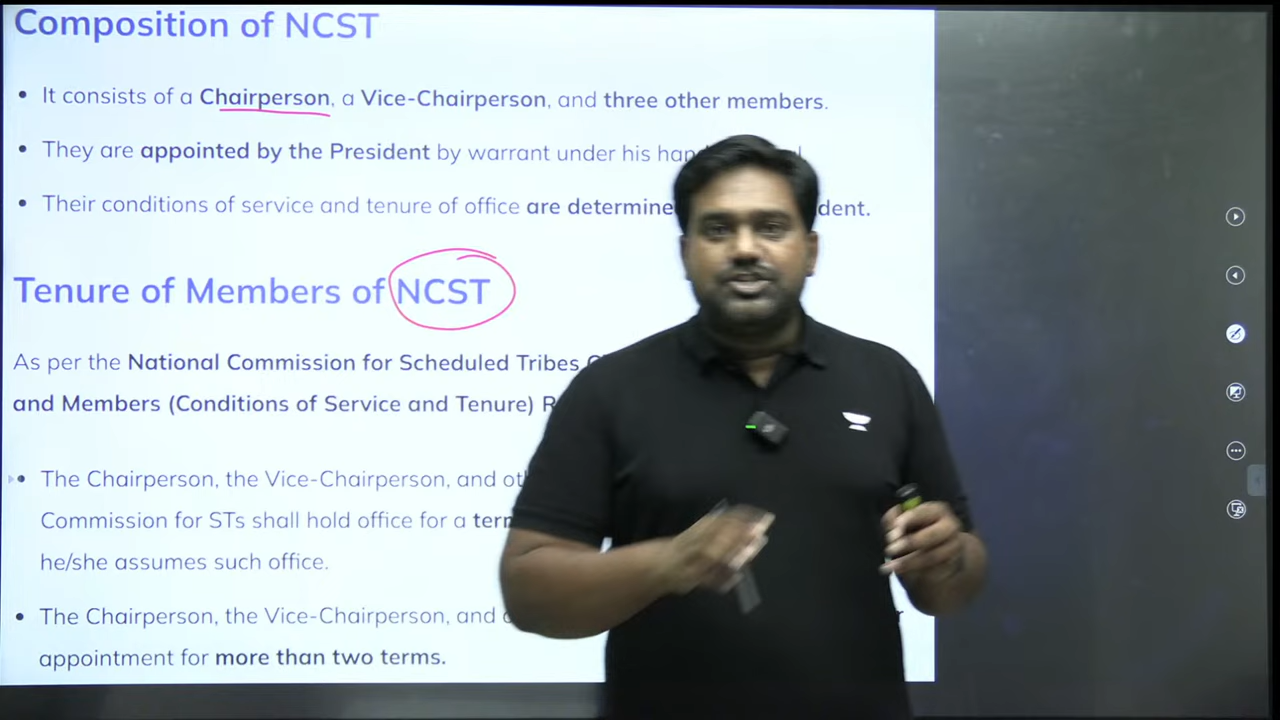 Composition of NCST
• It consists of a Chairperson, a Vice-Chairperson, and three other members.
• They are appointed by the President by warrant under his
• Their conditions of service and tenure of office are dent.
Tenure of Members of NCST
As per the National Commission for Scheduled Tribes
and Members (Conditions of Service and Tenure)
• The Chairperson, the Vice-Chairperson, and
Commission for STs shall hold office for a
he/she assumes such office.
• The Chairperson, the Vice-Chairperson, and
appointment for more than two terms.